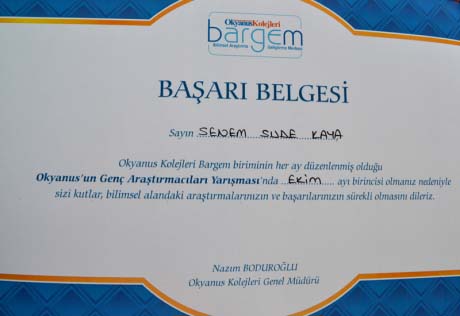 Okyanus Kolejleri
bargem
Bilimsel Araştırma Geliştirme Merkezi
BAŞARI BELGESİ
Sayın SENEM SUDE KAYA
Okyanus Kolejleri Bargem biriminin her ay düzenlenmiş olduğu
Okyanus'un Genç Araştırmacıları Yarışması'nda ...EKİM...... ayı birincisi olmanız nedeniyle
sizi kutlar, bilimsel alandaki araştırmalarınızın ve başarılarınızın sürekli olmasını dileriz.
Nazım BODUROĞLU
Okyanus Kolejleri Genel Müdürü